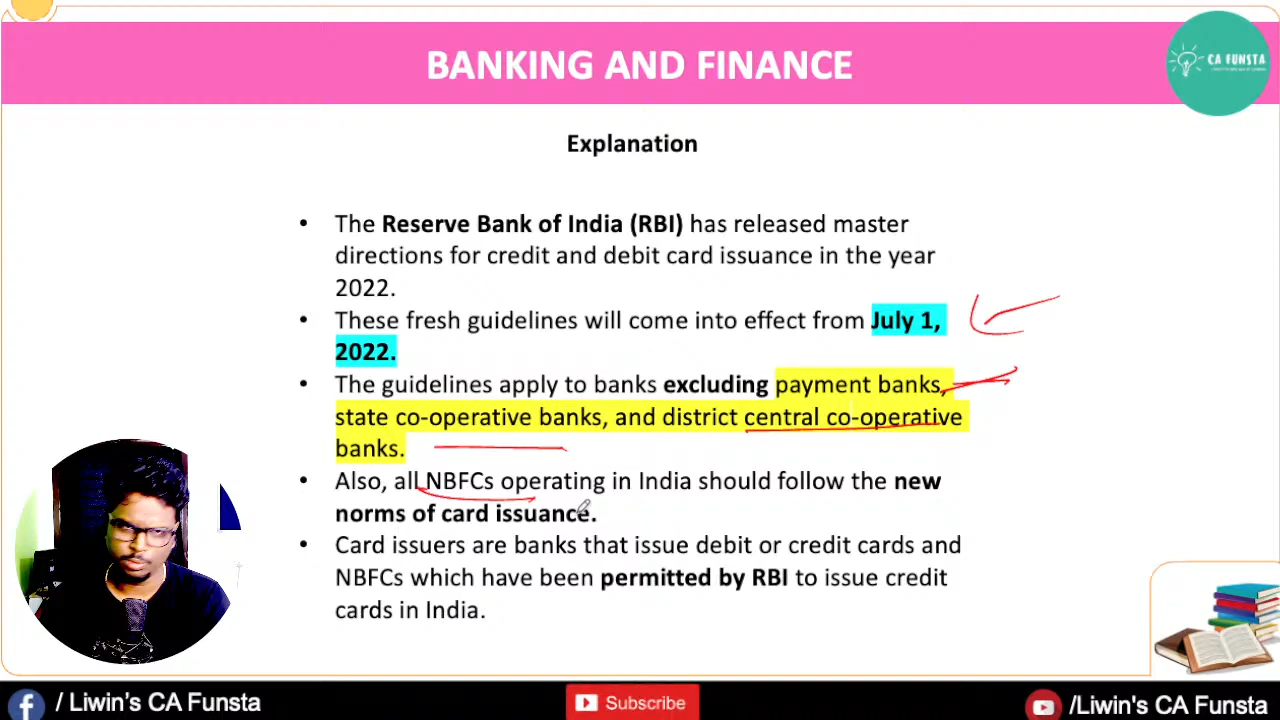 BANKING AND FINANCE
CA FUNSTA
Explanation
• The Reserve Bank of India (RBI) has released master
directions for credit and debit card issuance in the year
2022.
• These fresh guidelines will come into effect from July 1,
2022.
• The guidelines apply to banks excluding payment banks,
state co-operative banks, and district central co-operative
banks.
• Also, all NBFCs operating in India should follow the new
norms of card issuance.
• Card issuers are banks that issue debit or credit cards and
NBFCs which have been permitted by RBI to issue credit
cards in India.
/ Liwin's CA Funsta
Subscribe
/Liwin's CA Funsta